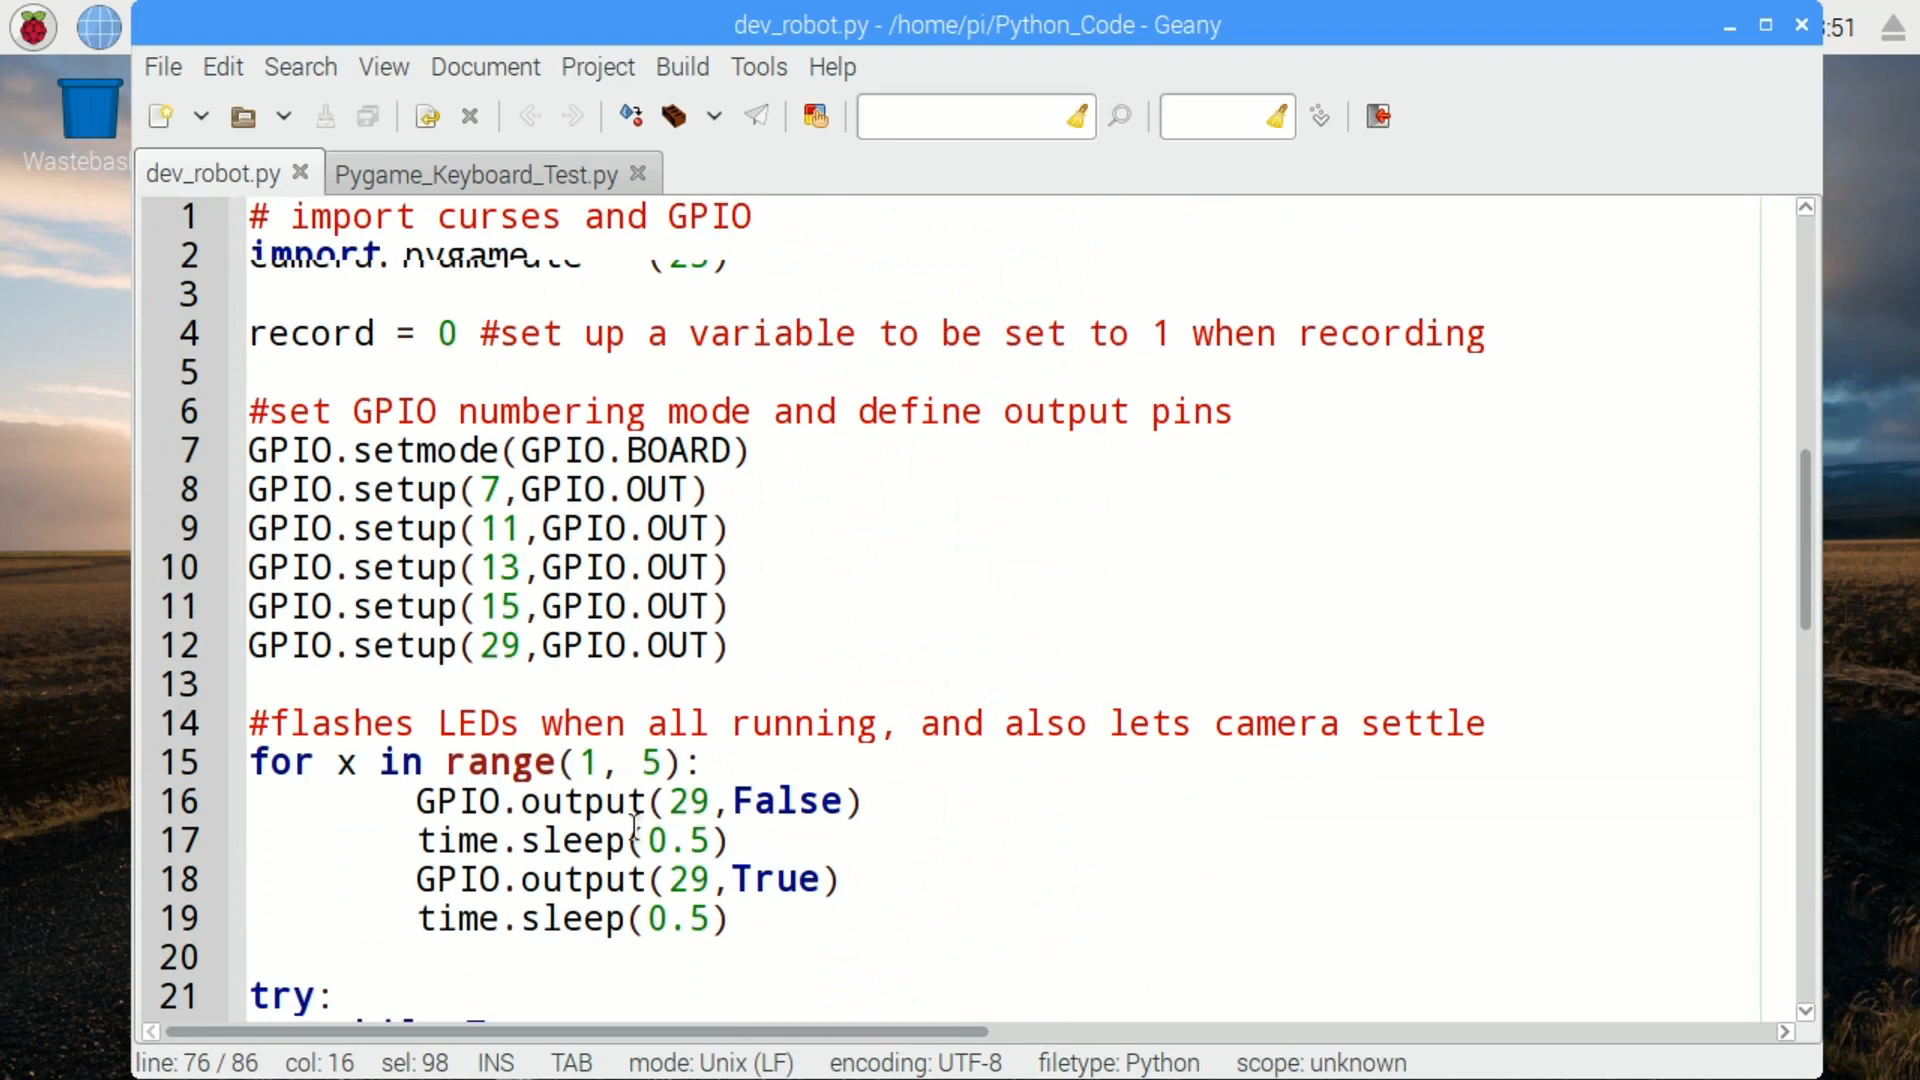 dev_robot.py - /home/pi/Python_Code - Geany
:51
File Edit Search View Document Project Build Tools Help
Wastebas
dev_robot.py Pygame_Keyboard_Test.py
1 # import curses and GPIO
2 import pygame
3
4 record = 0 #set up a variable to be set to 1 when recording
5
6 #set GPIO numbering mode and define output pins
7 GPIO.setmode(GPIO.BOARD)
8 GPIO.setup(7,GPIO.OUT)
9 GPIO.setup(11,GPIO.OUT)
10 GPIO.setup(13,GPIO.OUT)
11 GPIO.setup(15,GPIO.OUT)
12 GPIO.setup(29,GPIO.OUT)
13
14 #flashes LEDs when all running, and also lets camera settle
15 for x in range(1, 5):
16 GPIO.output(29,False)
17 time.sleep(0.5)
18 GPIO.output(29,True)
19 time.sleep(0.5)
20
21 try:
line: 76 / 86 col: 16 sel: 98 INS TAB mode: Unix (LF) encoding: UTF-8 filetype: Python scope: unknown